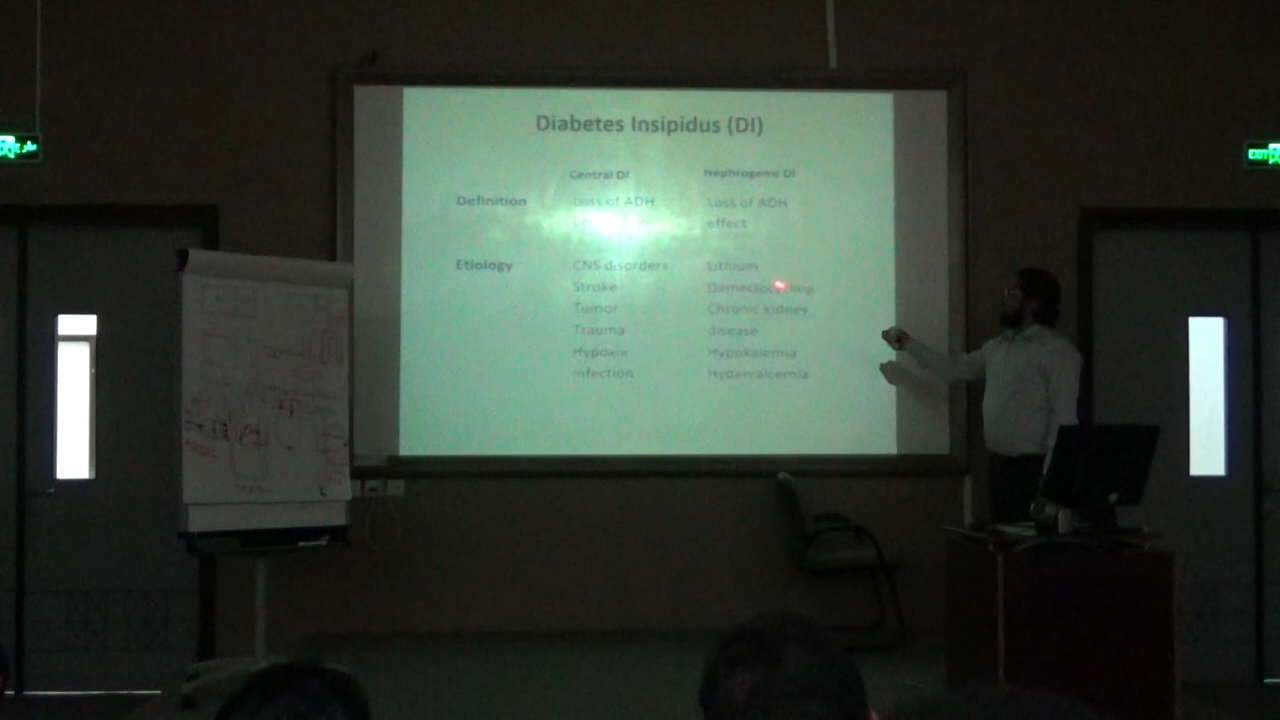 Diabetes Insipidus (DI)
Central DI Nephrogenic DI
Definition Loss of ADH Loss of ADH
effect
Etiology CNS disorders Lithium
Stroke
Tumor Chronic kidney
Trauma disease
Hypoxia Hypokalemia
Infection Hypercalcemia
EXIT